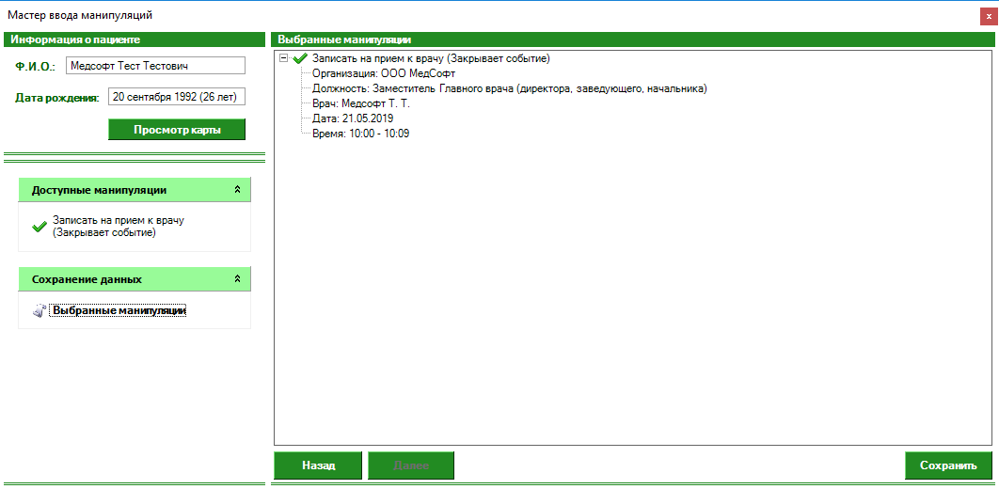 Мастер ввода манипуляций
x
Информация о пациенте
Ф.И.О.: Медсофт Тест Тестович
Дата рождения: 20 сентября 1992 (26 лет)
Просмотр карты
Доступные манипуляции
Записать на прием к врачу
(Закрывает событие)
Сохранение данных
Выбранные манипуляции
Выбранные манипуляции
Записать на прием к врачу (Закрывает событие)
Организация: ООО МедСофт
Должность: Заместитель Главного врача (директора, заведующего, начальника)
Врач: Медсофт Т. Т.
Дата: 21.05.2019
Время: 10:00 - 10:09
Назад
Далее
Сохранить